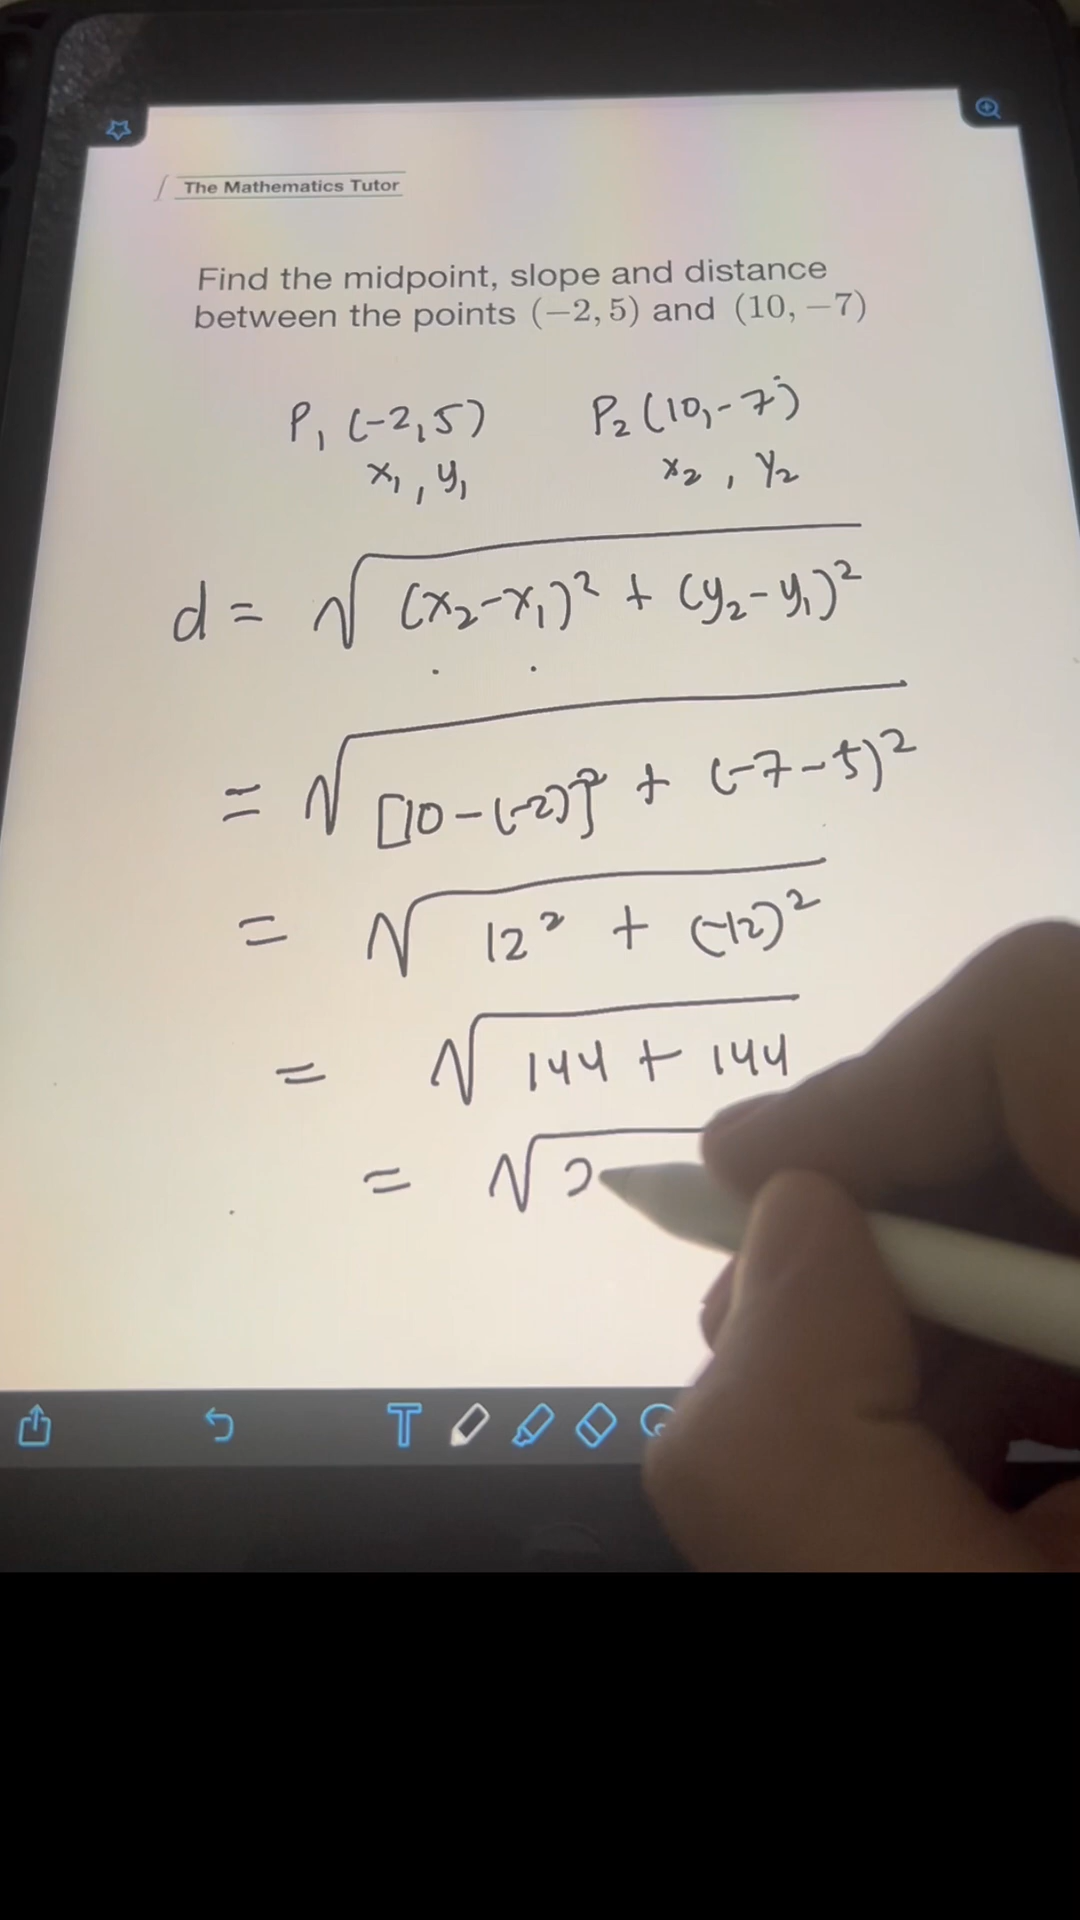 The Mathematics Tutor
Find the midpoint, slope and distance
between the points (−2, 5) and (10, −7)
P₁ (-2,5) P₂ (10,-7)
x₁, y₁ x₂, y₂
d = √((x₂-x₁)² + (y₂-y₁)²)
= √([10-(-2)]² + (-7-5)²)
= √(12² + (-12)²)
= √(144 + 144)
= √2
T